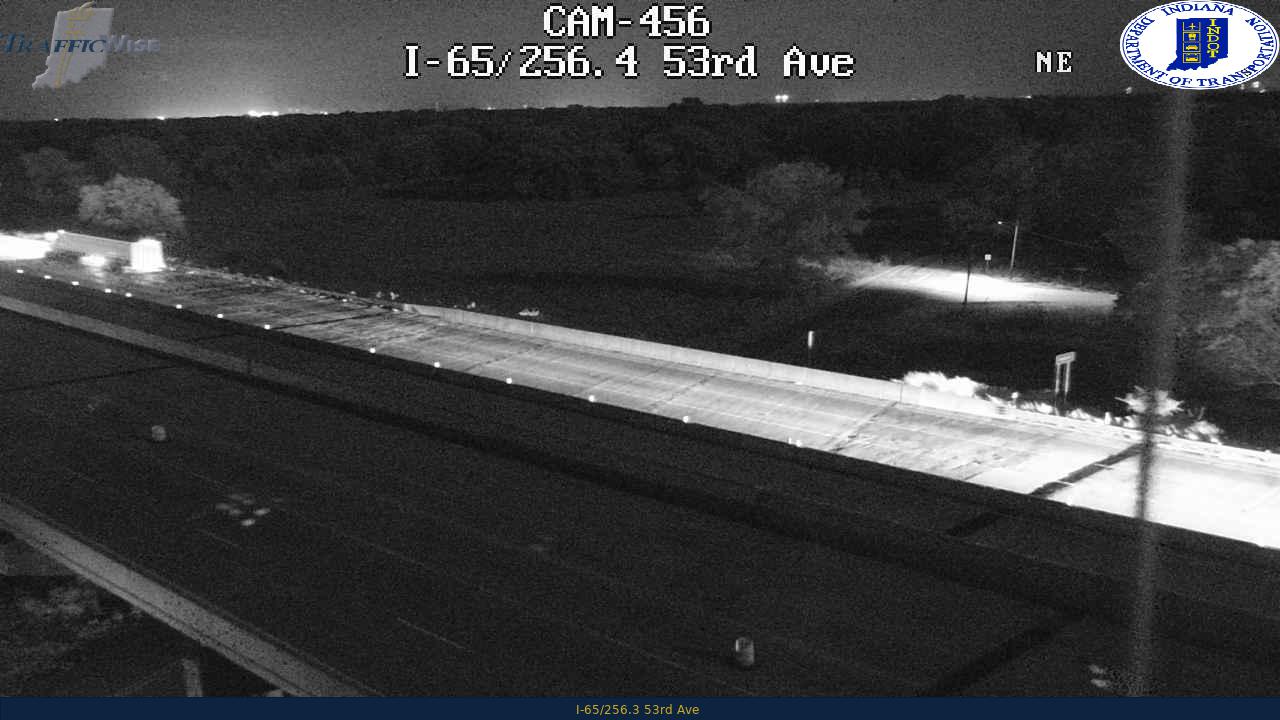 TRAFFICWISE
CAM-456
I-65/256.4 53rd Ave
NE
INDIANA
DEPARTMENT OF TRANSPORTATION
INDOT
I-65/256.3 53rd Ave